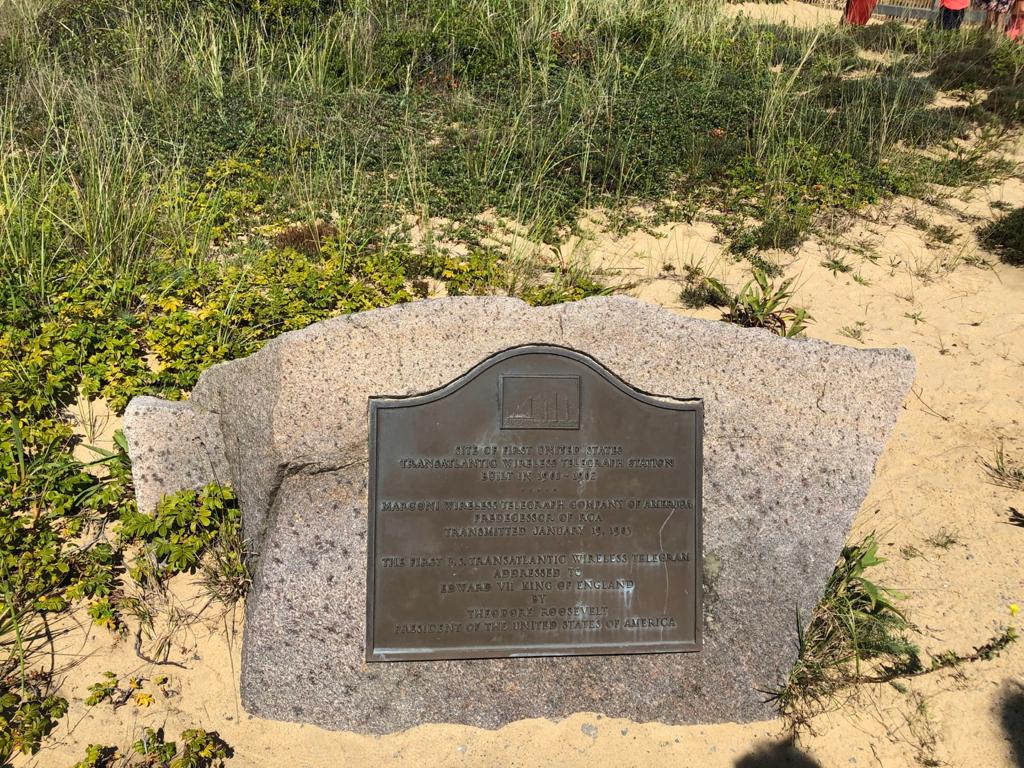 SITE OF FIRST UNITED STATES
TRANSATLANTIC WIRELESS TELEGRAPH STATION
BUILT IN 1901-1902
MARCONI WIRELESS TELEGRAPH COMPANY OF AMERICA
PREDECESSOR OF RCA
TRANSMITTED JANUARY 19, 1903
THE FIRST U.S. TRANSATLANTIC WIRELESS TELEGRAM
ADDRESSED TO
EDWARD VII KING OF ENGLAND
BY
THEODORE ROOSEVELT
PRESIDENT OF THE UNITED STATES OF AMERICA